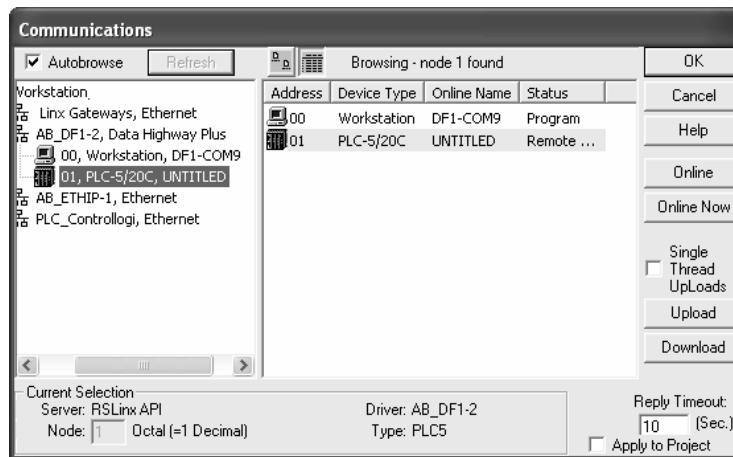 Communications
Autobrowse
Refresh
Browsing - node 1 found
Workstation
Linx Gateways, Ethernet
AB_DF1-2, Data Highway Plus
00, Workstation, DF1-COM9
01, PLC-5/20C, UNTITLED
AB_ETHIP-1, Ethernet
PLC_Controllogi, Ethernet
Address Device Type Online Name Status
00 Workstation DF1-COM9 Program
01 PLC-5/20C UNTITLED Remote ...
OK
Cancel
Help
Online
Online Now
Single
Thread
UpLoads
Upload
Download
Current Selection
Server: RSLinx API
Driver: AB_DF1-2
Node: 1 Octal (=1 Decimal)
Type: PLC5
Reply Timeout:
10 (Sec.)
Apply to Project